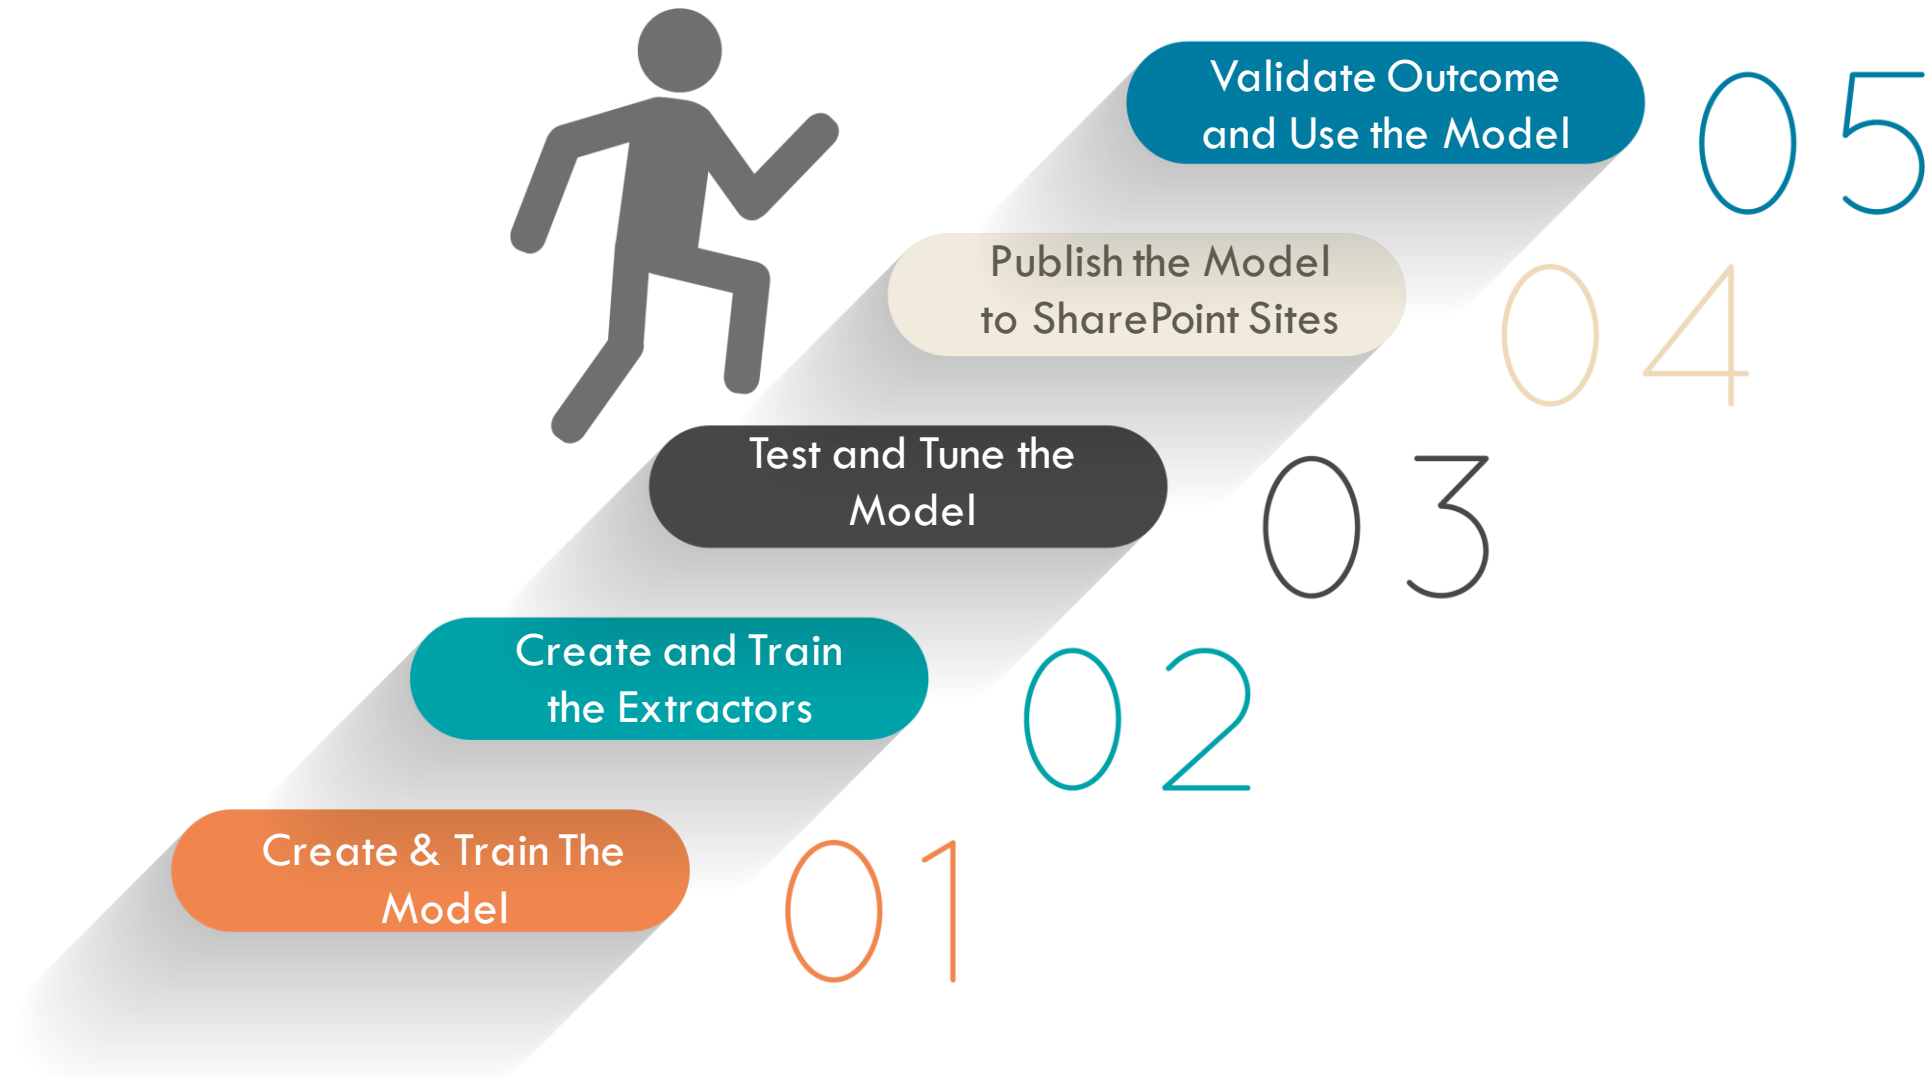 Validate Outcome
and Use the Model
05
Publish the Model
to SharePoint Sites
04
Test and Tune the
Model
03
Create and Train
the Extractors
02
Create & Train The
Model
01